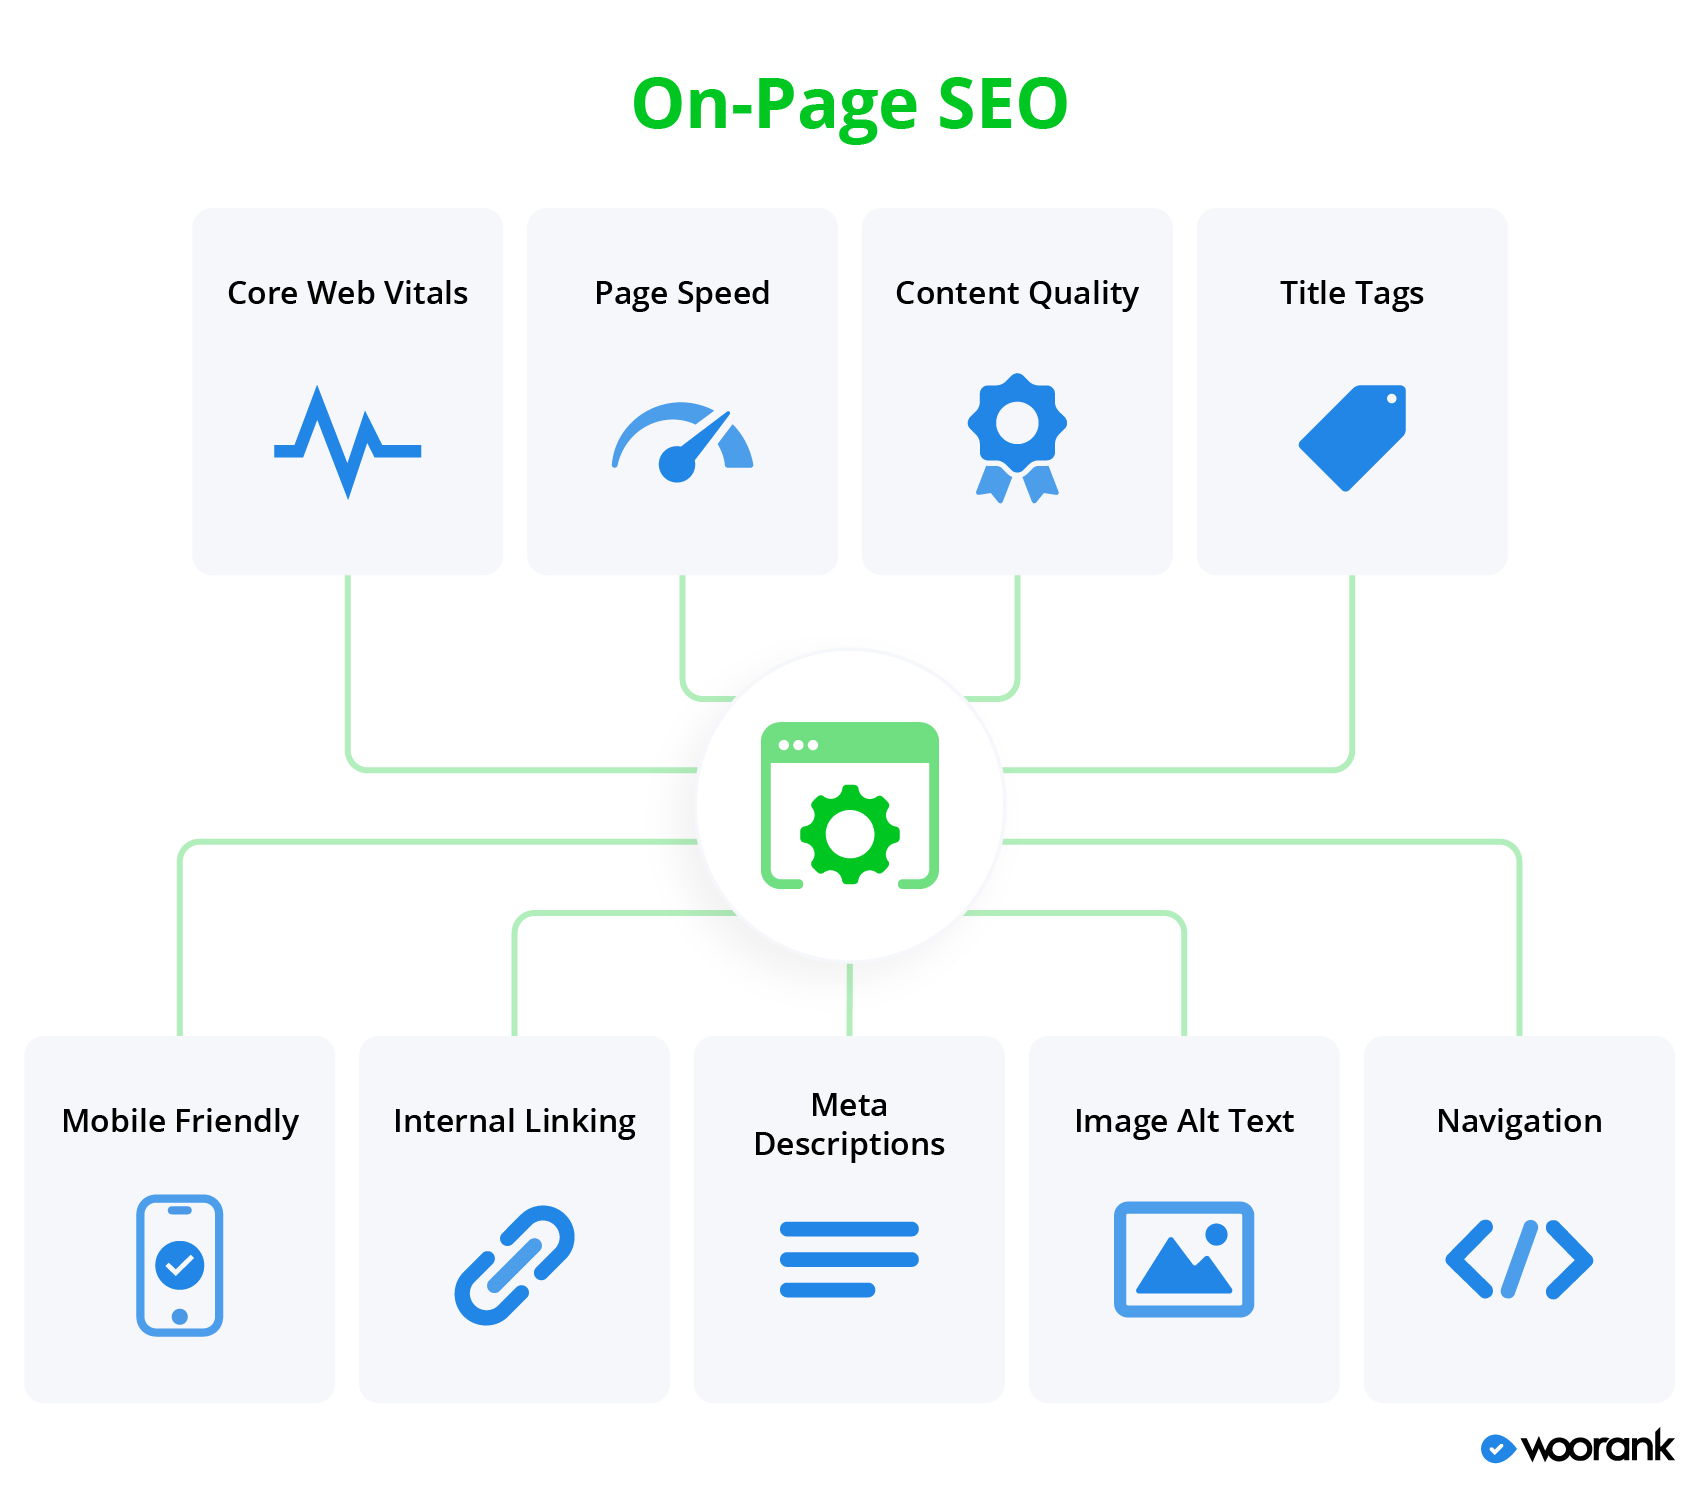 On-Page SEO
Core Web Vitals
Page Speed
Content Quality
Title Tags
Mobile Friendly
Internal Linking
Meta
Descriptions
Image Alt Text
Navigation
woorank